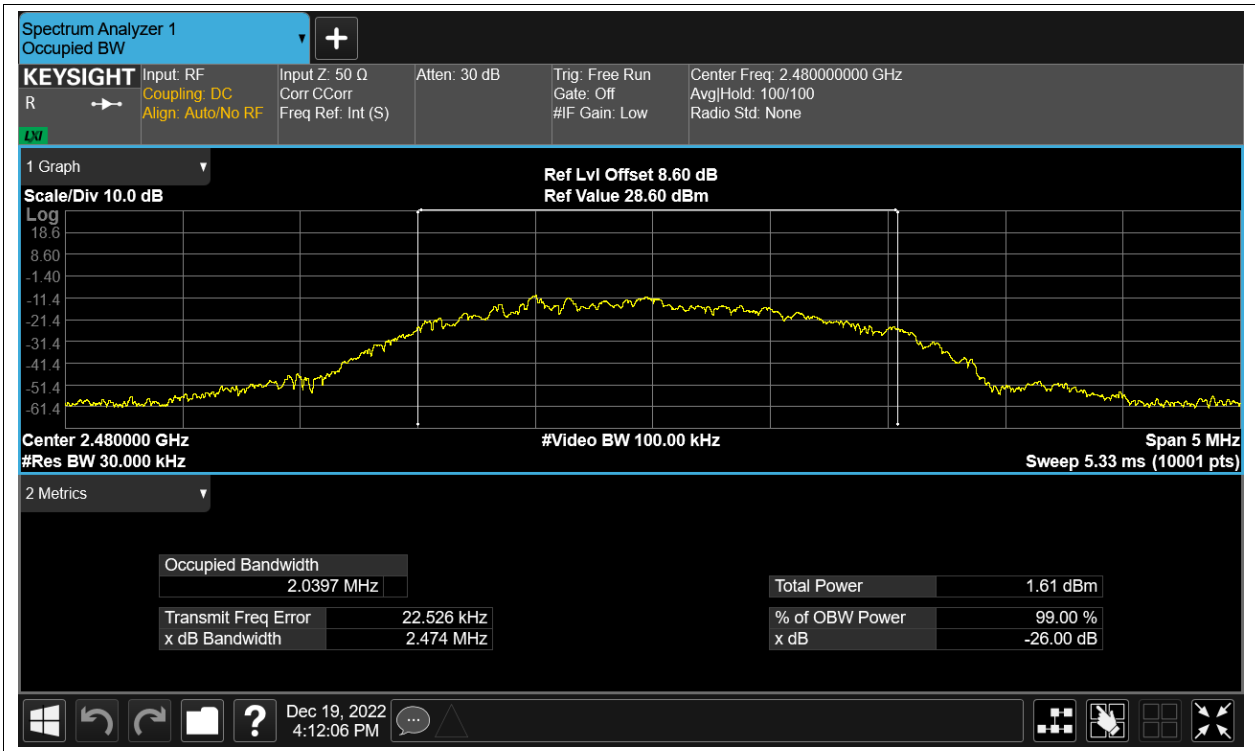 Spectrum Analyzer 1
Occupied BW
KEYSIGHT
R
LXI
Input: RF
Coupling: DC
Align: Auto/No RF
Input Z: 50 Ω
Corr CCorr
Freq Ref: Int (S)
Atten: 30 dB
Trig: Free Run
Gate: Off
#IF Gain: Low
Center Freq: 2.480000000 GHz
Avg|Hold: 100/100
Radio Std: None
1 Graph
Scale/Div 10.0 dB
Ref Lvl Offset 8.60 dB
Ref Value 28.60 dBm
Log
18.6
8.60
-1.40
-11.4
-21.4
-31.4
-41.4
-51.4
-61.4
Center 2.480000 GHz
#Res BW 30.000 kHz
#Video BW 100.00 kHz
Span 5 MHz
Sweep 5.33 ms (10001 pts)
2 Metrics
Occupied Bandwidth
2.0397 MHz
Transmit Freq Error 22.526 kHz
x dB Bandwidth 2.474 MHz
Total Power 1.61 dBm
% of OBW Power 99.00 %
x dB -26.00 dB
?
Dec 19, 2022
4:12:06 PM